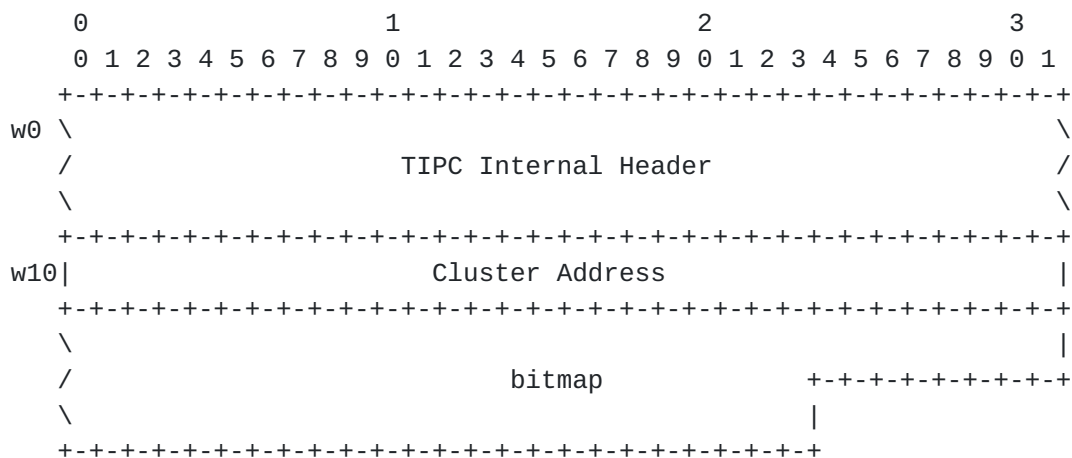 0                   1                   2                   3
     0 1 2 3 4 5 6 7 8 9 0 1 2 3 4 5 6 7 8 9 0 1 2 3 4 5 6 7 8 9 0 1
    +-+-+-+-+-+-+-+-+-+-+-+-+-+-+-+-+-+-+-+-+-+-+-+-+-+-+-+-+-+-+-+-+
w0 \                                                               \
   /                     TIPC Internal Header                      /
   \                                                               \
   +-+-+-+-+-+-+-+-+-+-+-+-+-+-+-+-+-+-+-+-+-+-+-+-+-+-+-+-+-+-+-+-+
w10|                       Cluster Address                         |
   +-+-+-+-+-+-+-+-+-+-+-+-+-+-+-+-+-+-+-+-+-+-+-+-+-+-+-+-+-+-+-+-+
   \                                                               |
   /                            bitmap             +-+-+-+-+-+-+-+-+
   \                                               |
   +-+-+-+-+-+-+-+-+-+-+-+-+-+-+-+-+-+-+-+-+-+-+-+-+